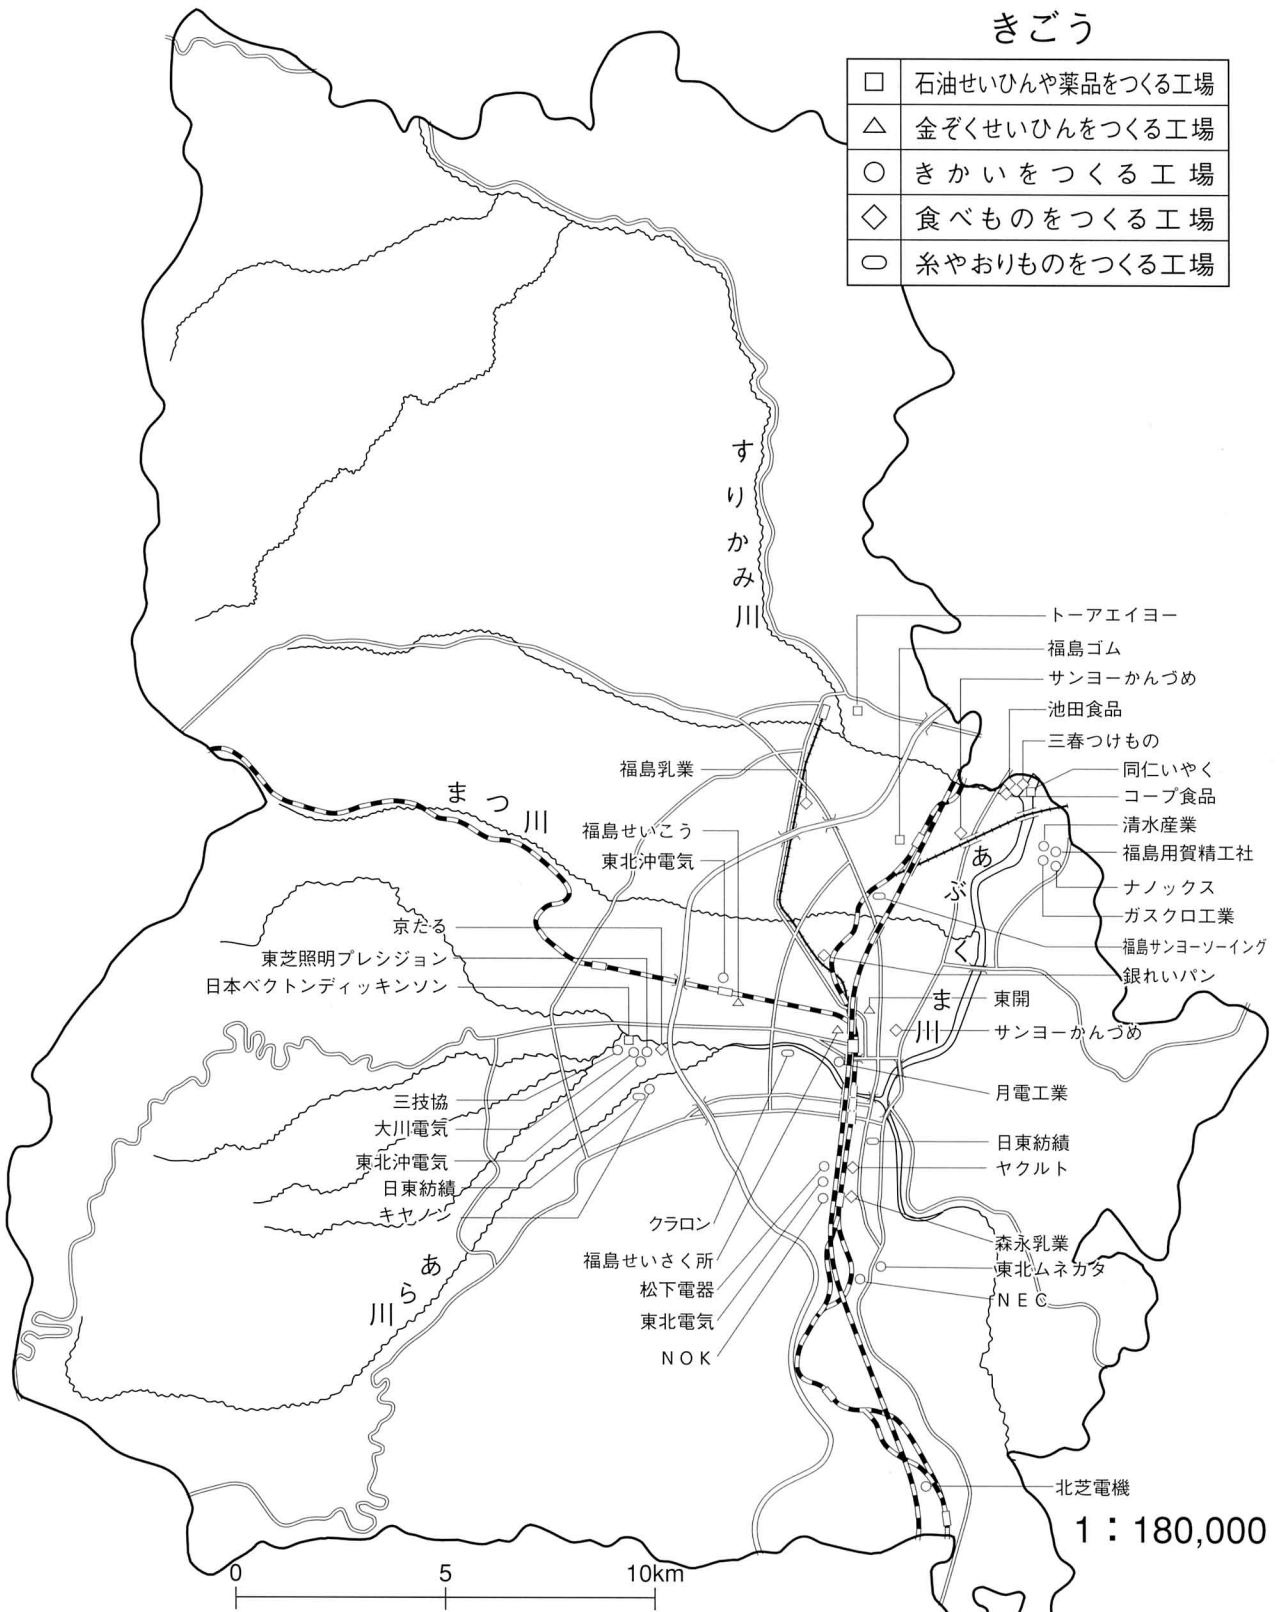 きごう
石油せいひんや薬品をつくる工場
金ぞくせいひんをつくる工場
きかいをつくる工場
食べものをつくる工場
糸やおりものをつくる工場
すりかみ川
トーアエイヨー
福島ゴム
サンヨーかんづめ
池田食品
三春つけもの
同仁いやく
コープ食品
清水産業
福島用賀精工社
ナノックス
ガスクロ工業
福島サンヨーソーイング
銀れいパン
福島乳業
まつ川
福島せいこう
東北沖電気
京たる
東芝照明プレシジョン
日本ベクトンディッキンソン
あぶくま川
東開
サンヨーかんづめ
月電工業
日東紡績
ヤクルト
三技協
大川電気
東北沖電気
日東紡績
キヤノン
クラロン
福島せいさく所
松下電器
東北電気
NOK
森永乳業
東北ムネカタ
NEC
あら川
北芝電機
1：180,000
0 5 10km